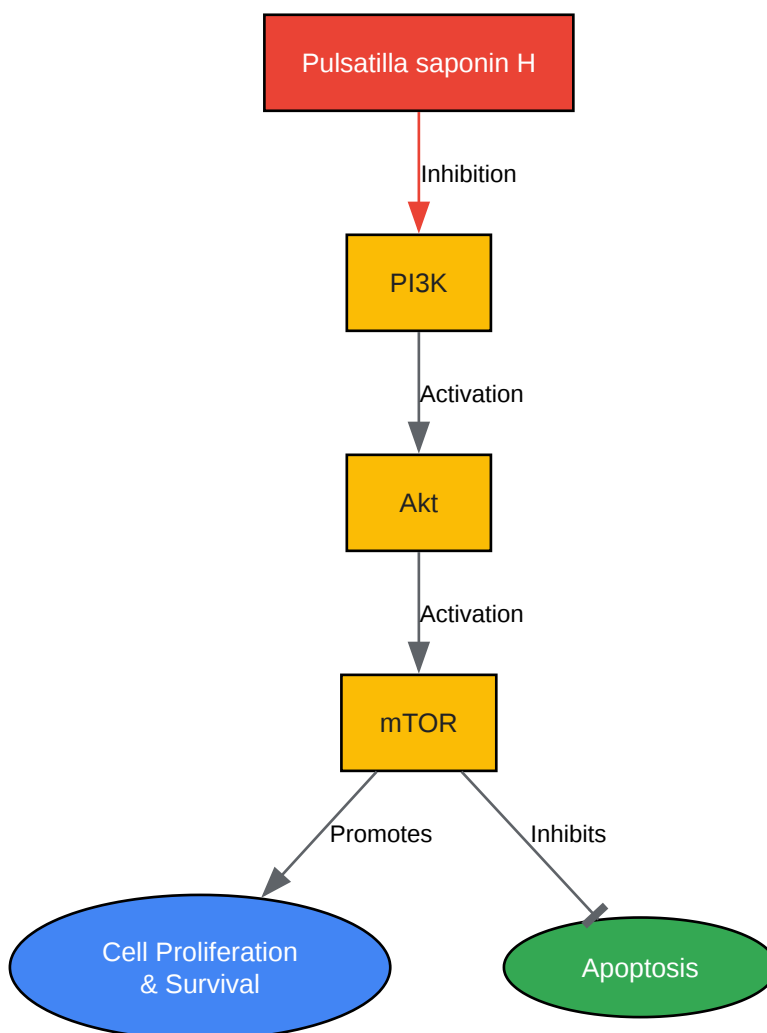 Pulsatilla saponin H
Inhibition
PI3K
Activation
Akt
Activation
mTOR
Promotes
Inhibits
Cell Proliferation
& Survival
Apoptosis